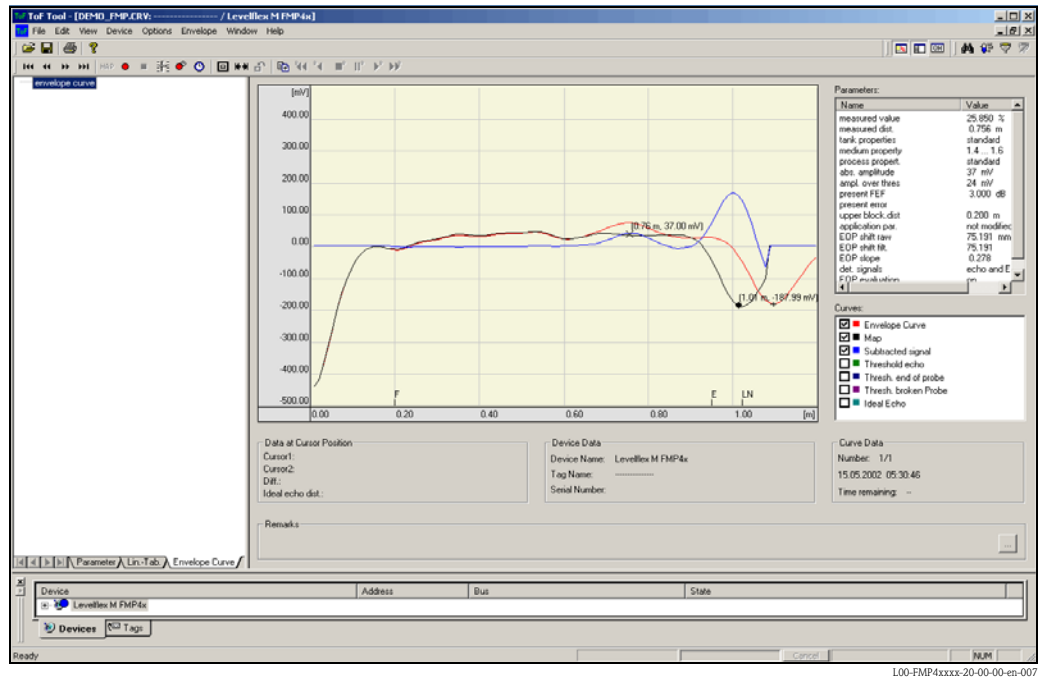 ToF Tool - [DEMO_FMP.CRV: ---------------- / Levelflex M FMP4x]
File Edit View Device Options Envelope Window Help
MAP
envelope curve
[mV]
400.00
300.00
200.00
100.00
0.00
-100.00
-200.00
-300.00
-400.00
-500.00
[0.76 m, 37.00 mV]
[1.01 m, -187.99 mV]
F
E
LN
0.00 0.20 0.40 0.60 0.80 1.00 [m]
Parameters:
Name Value
measured value 25.850 %
measured dist. 0.756 m
tank properties standard
medium property 1.4 ... 1.6
process propert. standard
abs. amplitude 37 mV
ampl. over thres 24 mV
present FEF 3.000 dB
present error
upper block.dist 0.200 m
application par. not modified
EOP shift raw 75.191 mm
EOP shift filt. 75.191
EOP slope 0.278
det. signals echo and E
EOP evaluation on
Curves:
Envelope Curve
Map
Subtracted signal
Threshold echo
Thresh. end of probe
Thresh. broken Probe
Ideal Echo
Data at Cursor Position
Cursor1:
Cursor2:
Diff.:
Ideal echo dist.:
Device Data
Device Name: Levelflex M FMP4x
Tag Name: ----------------
Serial Number:
Curve Data
Number: 1/1
15.05.2002 05:30:46
Time remaining: --
Remarks
...
Parameter Lin.-Tab. Envelope Curve
Device Address Bus State
Levelflex M FMP4x
Devices Tags
Ready Cancel NUM
L00-FMP4xxxx-20-00-00-en-007